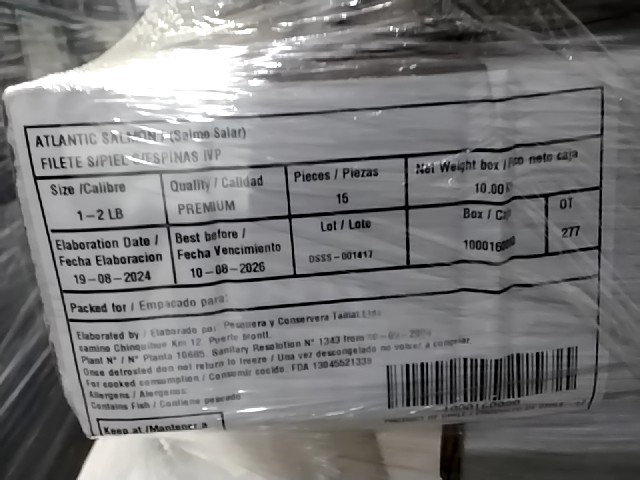 ATLANTIC SALMON (Salmo Salar)
FILETE S/PIEL ESPINAS IVP
Size /Calibre
1-2 LB
Quality / Calidad
PREMIUM
Pieces / Piezas
15
Net Weight box / neto caja
10.00
Elaboration Date /
Fecha Elaboracion
19-08-2024
Best before /
Fecha Vencimiento
10-08-2026
Lot / Lote
DSSS-001417
Box /
OT
277
Packed for / Empacado para:
Elaborated by / Elaborado por: Pesquera y Conservera
camino Chinquihue Km 12, Puerto Montt.
Plant N° / N° Planta 10685. Sanitary Resolution N° 1343 from
Once defrosted don not return to freeze / Una vez descongelado no volver a congelar.
For cooked consumption / Consumir cocido. FDA
Allergens / Alergenos:
Contains Fish / Contiene pescado
Keep at /Mantener a